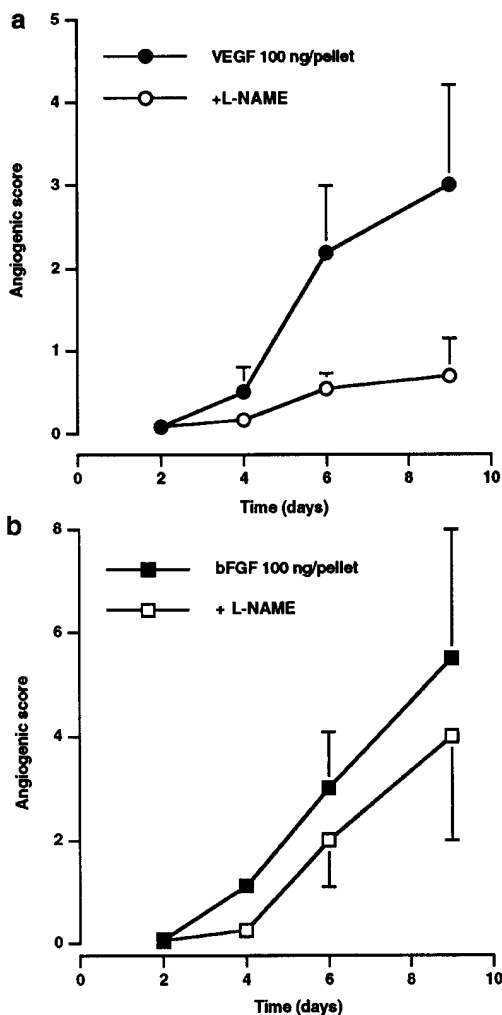 a
5
VEGF 100 ng/pellet
+L-NAME
4
3
2
1
0
Angiogenic score
0 2 4 6 8 10
Time (days)
b
8
bFGF 100 ng/pellet
+ L-NAME
6
4
2
0
Angiogenic score
0 2 4 6 8 10
Time (days)